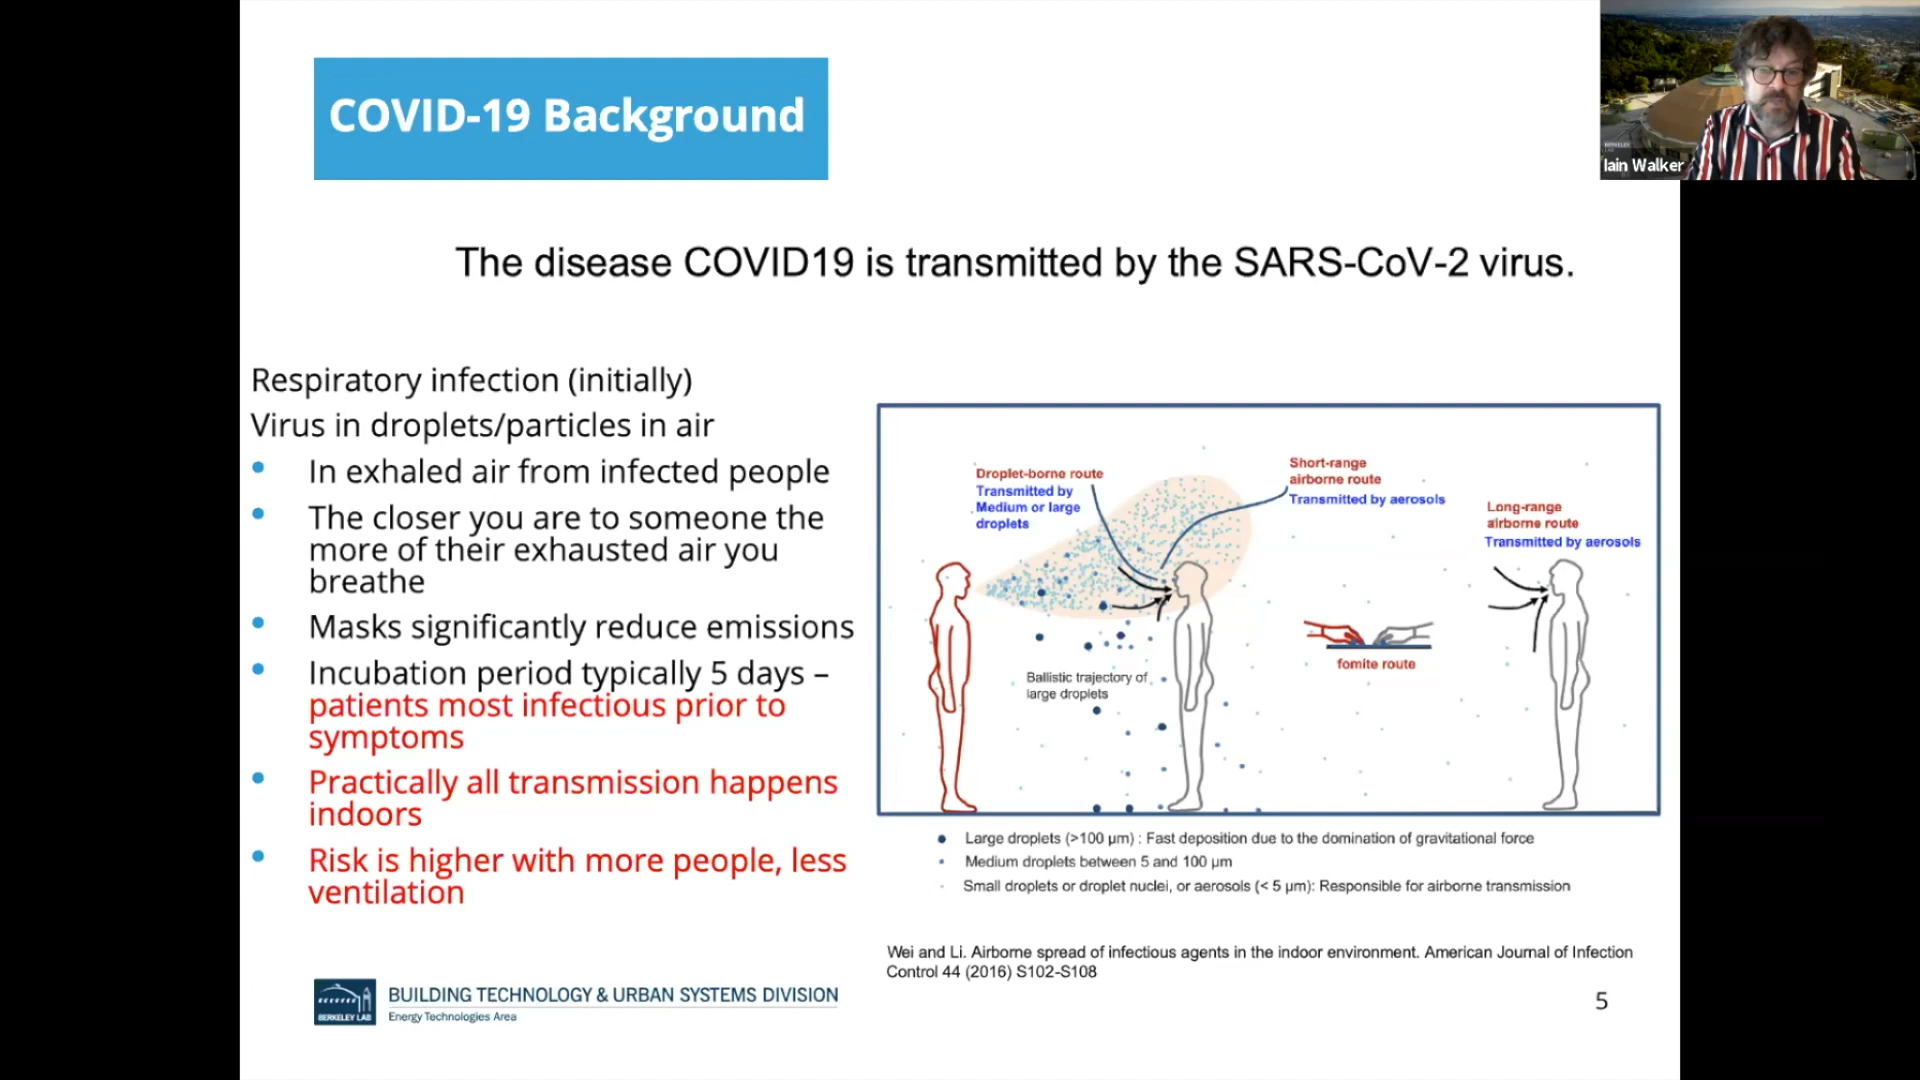 COVID-19 Background
Iain Walker
The disease COVID19 is transmitted by the SARS-CoV-2 virus.
Respiratory infection (initially)
Virus in droplets/particles in air
• In exhaled air from infected people
• The closer you are to someone the
more of their exhausted air you
breathe
• Masks significantly reduce emissions
• Incubation period typically 5 days –
patients most infectious prior to
symptoms
• Practically all transmission happens
indoors
• Risk is higher with more people, less
ventilation
Droplet-borne route
Transmitted by
Medium or large
droplets
Short-range
airborne route
Transmitted by aerosols
Long-range
airborne route
Transmitted by aerosols
Ballistic trajectory of
large droplets
fomite route
Large droplets (>100 µm) : Fast deposition due to the domination of gravitational force
Medium droplets between 5 and 100 µm
Small droplets or droplet nuclei, or aerosols (< 5 µm): Responsible for airborne transmission
Wei and Li. Airborne spread of infectious agents in the indoor environment. American Journal of Infection
Control 44 (2016) S102-S108
BERKELEY LAB
BUILDING TECHNOLOGY & URBAN SYSTEMS DIVISION
Energy Technologies Area
5